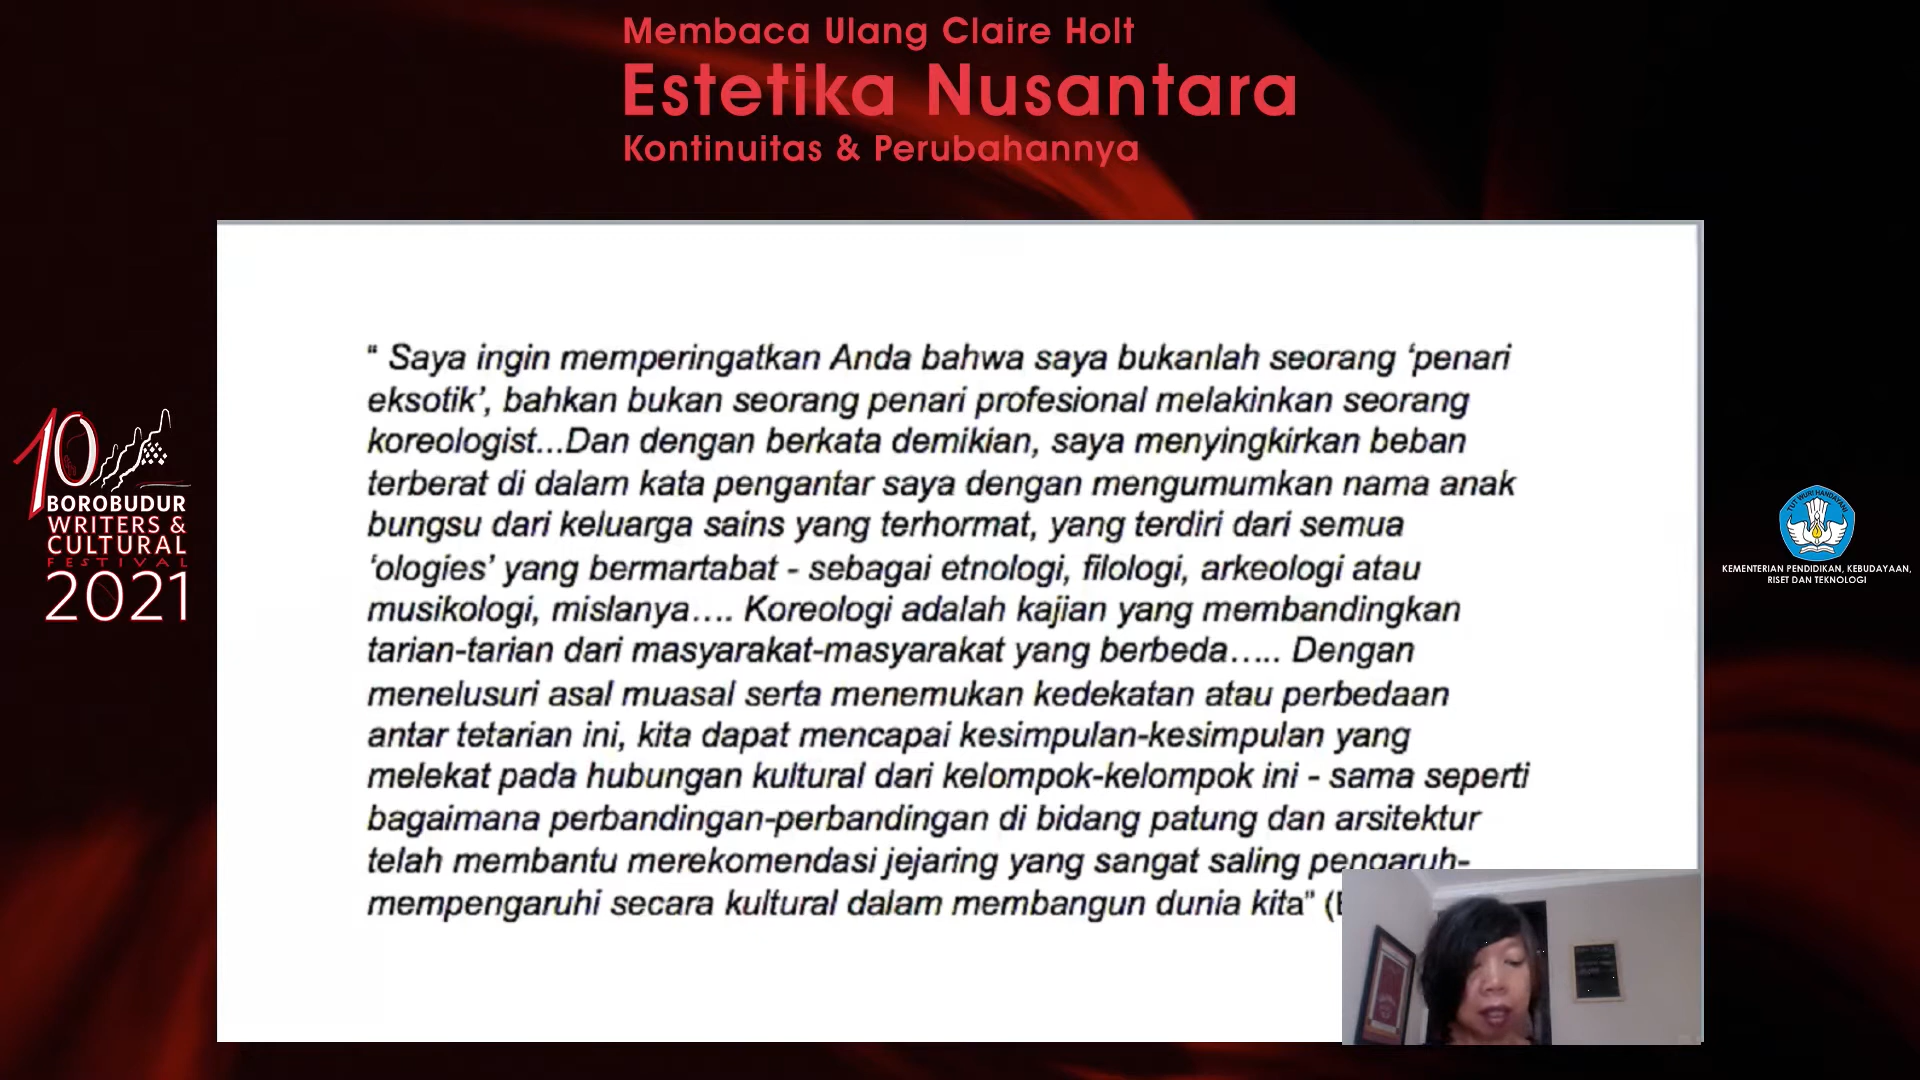 Membaca Ulang Claire Holt
Estetika Nusantara
Kontinuitas & Perubahannya
“ Saya ingin memperingatkan Anda bahwa saya bukanlah seorang ‘penari
eksotik’, bahkan bukan seorang penari profesional melakinkan seorang
koreologist...Dan dengan berkata demikian, saya menyingkirkan beban
terberat di dalam kata pengantar saya dengan mengumumkan nama anak
bungsu dari keluarga sains yang terhormat, yang terdiri dari semua
‘ologies’ yang bermartabat - sebagai etnologi, filologi, arkeologi atau
musikologi, mislanya…. Koreologi adalah kajian yang membandingkan
tarian-tarian dari masyarakat-masyarakat yang berbeda….. Dengan
menelusuri asal muasal serta menemukan kedekatan atau perbedaan
antar tetarian ini, kita dapat mencapai kesimpulan-kesimpulan yang
melekat pada hubungan kultural dari kelompok-kelompok ini - sama seperti
bagaimana perbandingan-perbandingan di bidang patung dan arsitektur
telah membantu merekomendasi jejaring yang sangat saling pengaruh-
mempengaruhi secara kultural dalam membangun dunia kita” (
10
BOROBUDUR
WRITERS &
CULTURAL
FESTIVAL
2021
TUT WURI HANDAYANI
KEMENTERIAN PENDIDIKAN, KEBUDAYAAN,
RISET DAN TEKNOLOGI